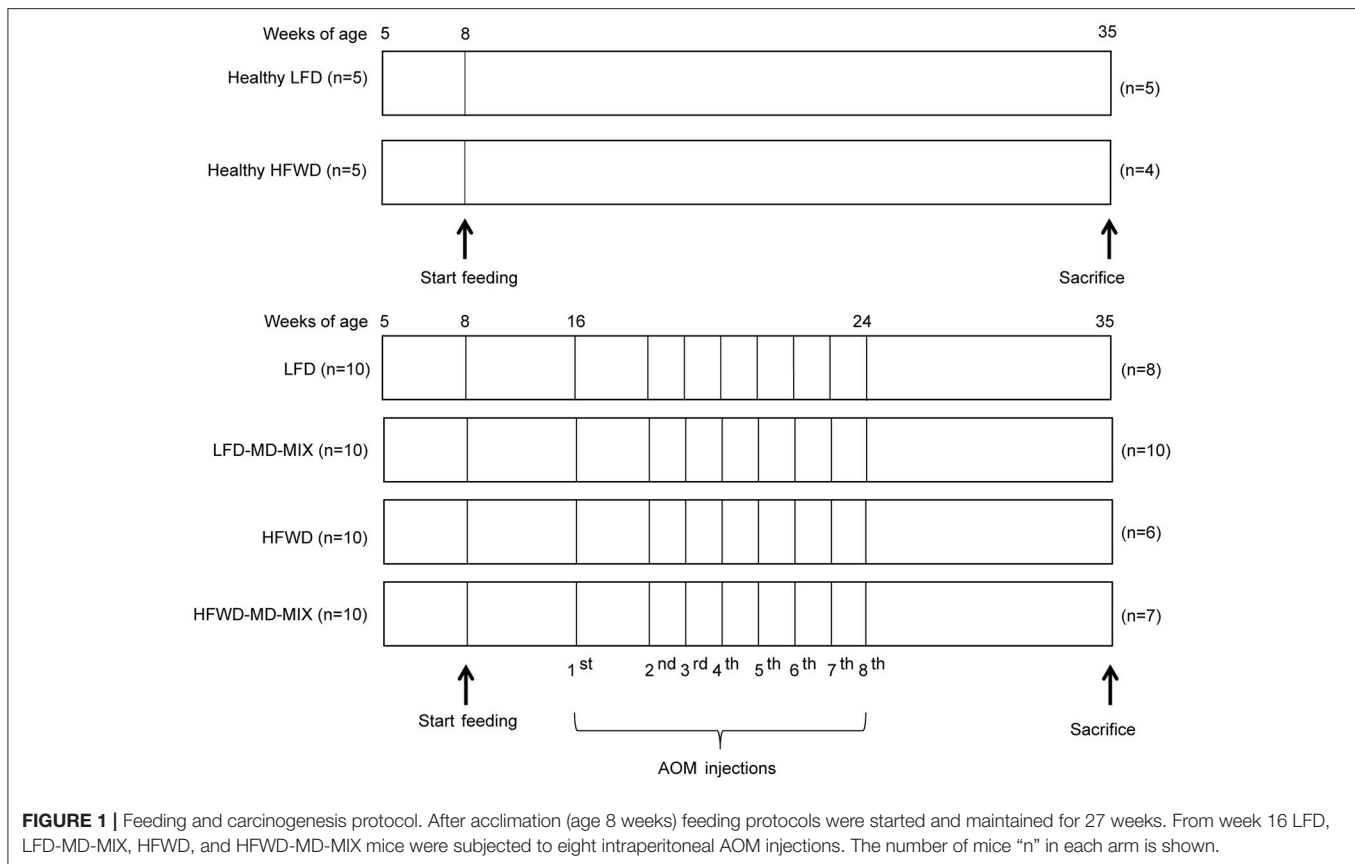 Weeks of age 5 8 35
Healthy LFD (n=5) (n=5)
Healthy HFWD (n=5) (n=4)
Start feeding Sacrifice
Weeks of age 5 8 16 24 35
LFD (n=10) (n=8)
LFD-MD-MIX (n=10) (n=10)
HFWD (n=10) (n=6)
HFWD-MD-MIX (n=10) (n=7)
1st 2nd 3rd 4th 5th 6th 7th 8th
Start feeding Sacrifice
AOM injections
FIGURE 1 | Feeding and carcinogenesis protocol. After acclimation (age 8 weeks) feeding protocols were started and maintained for 27 weeks. From week 16 LFD,
LFD-MD-MIX, HFWD, and HFWD-MD-MIX mice were subjected to eight intraperitoneal AOM injections. The number of mice “n” in each arm is shown.